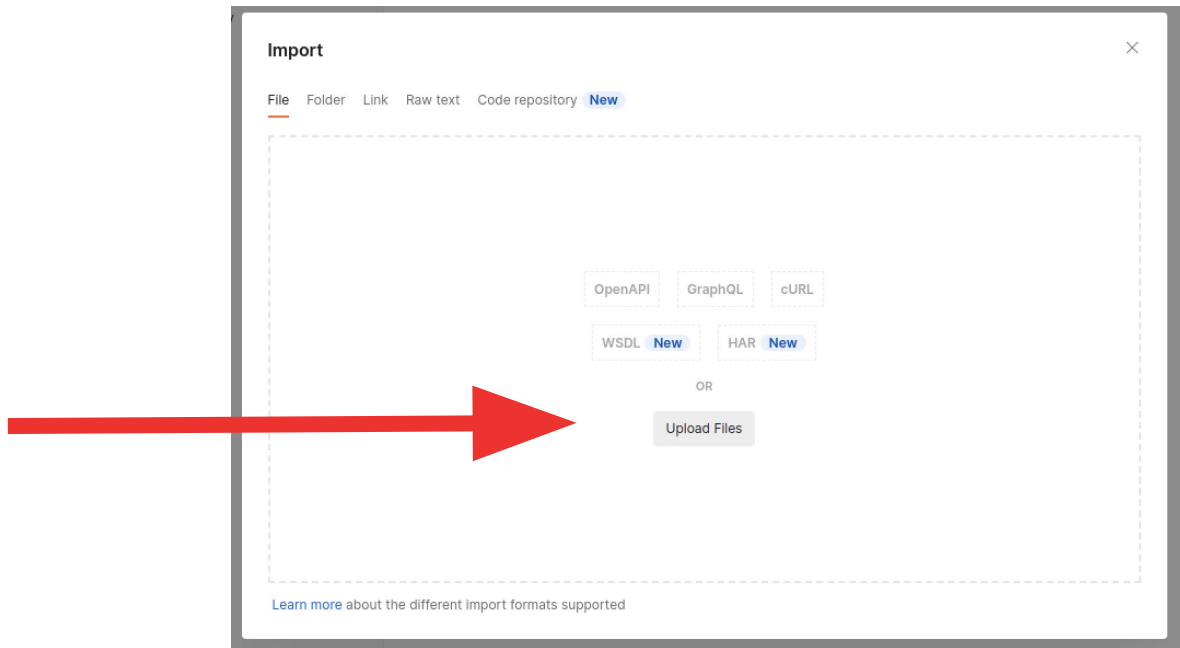 Import
File Folder Link Raw text Code repository New
OpenAPI GraphQL cURL
WSDL New HAR New
OR
Upload Files
Learn more about the different import formats supported